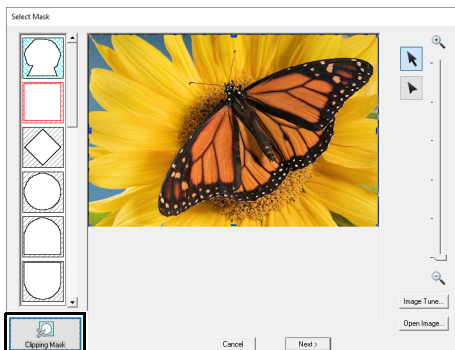 Select Mask
Image Tune...
Open Image...
Clipping Mask
Cancel
Next >